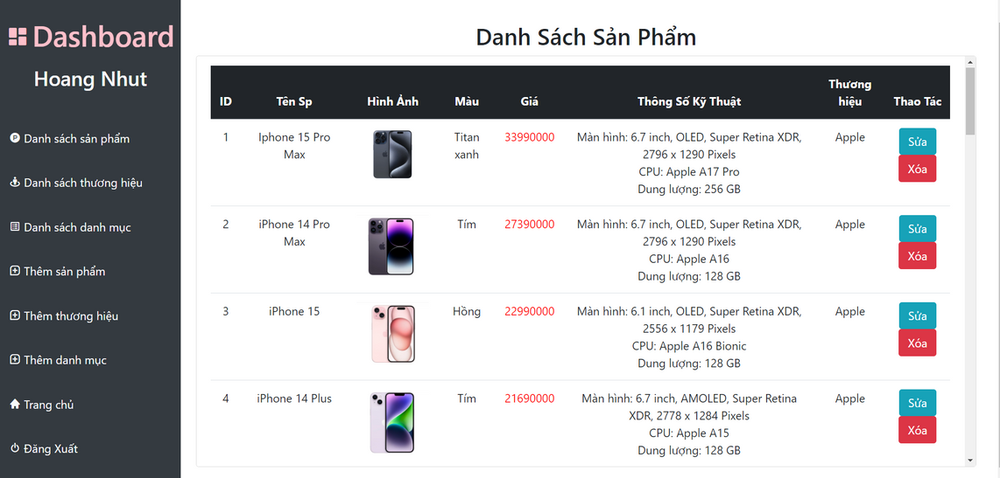 Dashboard
Hoang Nhut
Danh sách sản phẩm
Danh sách thương hiệu
Danh sách danh mục
Thêm sản phẩm
Thêm thương hiệu
Thêm danh mục
Trang chủ
Đăng Xuất
Danh Sách Sản Phẩm
ID Tên Sp Hình Ảnh Màu Giá Thông Số Kỹ Thuật Thương hiệu Thao Tác
1 Iphone 15 Pro Max Titan xanh 33990000 Màn hình: 6.7 inch, OLED, Super Retina XDR, Apple Sửa
2796 x 1290 Pixels
CPU: Apple A17 Pro Xóa
Dung lượng: 256 GB
2 iPhone 14 Pro Max Tím 27390000 Màn hình: 6.7 inch, OLED, Super Retina XDR, Apple Sửa
2796 x 1290 Pixels
CPU: Apple A16 Xóa
Dung lượng: 128 GB
3 iPhone 15 Hồng 22990000 Màn hình: 6.1 inch, OLED, Super Retina XDR, Apple Sửa
2556 x 1179 Pixels
CPU: Apple A16 Bionic Xóa
Dung lượng: 128 GB
4 iPhone 14 Plus Tím 21690000 Màn hình: 6.7 inch, AMOLED, Super Retina Apple Sửa
XDR, 2778 x 1284 Pixels
CPU: Apple A15 Xóa
Dung lượng: 128 GB